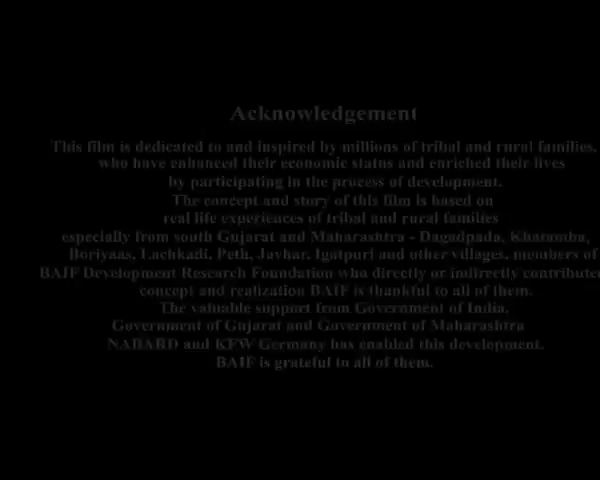 Acknowledgement
This film is dedicated to and inspired by millions of tribal and rural families,
who have enhanced their economic status and enriched their lives
by participating in the process of development.
The concept and story of this film is based on
real life experiences of tribal and rural families
especially from south Gujarat and Maharashtra - Dagadpada, Khatamba,
Boriyaas, Lachkadi, Peth, Javhar, Igatpuri and other villages, members of
BAIF Development Research Foundation who directly or indirectly contribute
concept and realization BAIF is thankful to all of them.
The valuable support from Government of India,
Government of Gujarat and Government of Maharashtra
NABARD and KFW Germany has enabled this development.
BAIF is grateful to all of them.